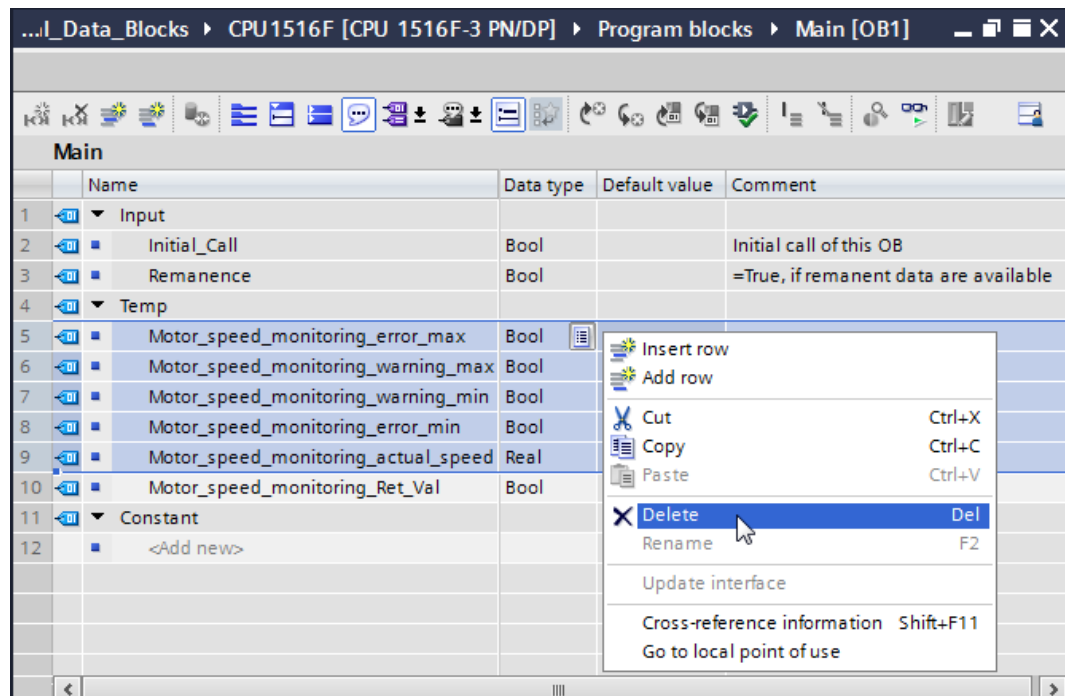 ...l_Data_Blocks ▸ CPU1516F [CPU 1516F-3 PN/DP] ▸ Program blocks ▸ Main [OB1]
Main
Name Data type Default value Comment
1 Input
2 Initial_Call Bool Initial call of this OB
3 Remanence Bool =True, if remanent data are available
4 Temp
5 Motor_speed_monitoring_error_max Bool
6 Motor_speed_monitoring_warning_max Bool
7 Motor_speed_monitoring_warning_min Bool
8 Motor_speed_monitoring_error_min Bool
9 Motor_speed_monitoring_actual_speed Real
10 Motor_speed_monitoring_Ret_Val Bool
11 Constant
12 <Add new>
Insert row
Add row
Cut Ctrl+X
Copy Ctrl+C
Paste Ctrl+V
Delete Del
Rename F2
Update interface
Cross-reference information Shift+F11
Go to local point of use